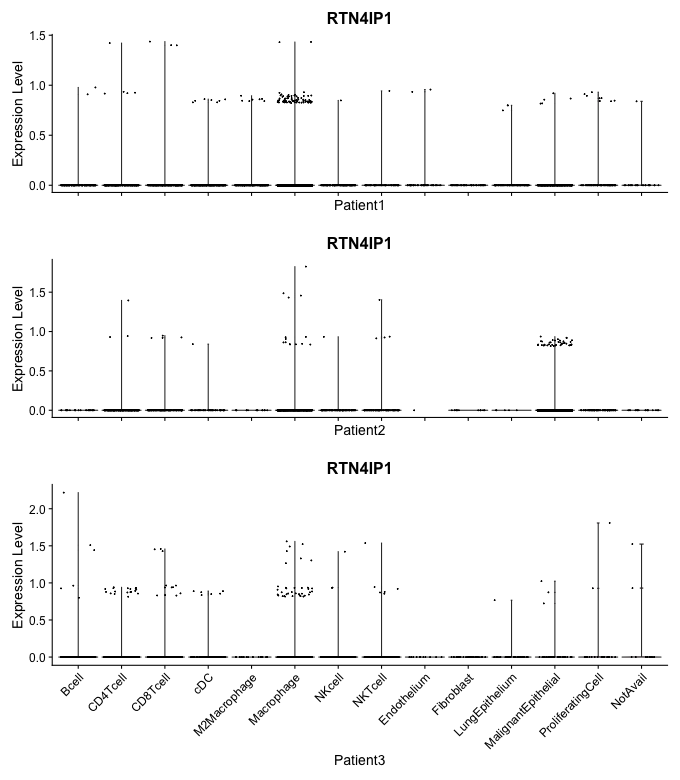 RTN4IP1
Expression Level
1.5
1.0
0.5
0.0
Patient1
RTN4IP1
Expression Level
1.5
1.0
0.5
0.0
Patient2
RTN4IP1
Expression Level
2.0
1.5
1.0
0.5
0.0
Bcell
CD4Tcell
CD8Tcell
cDC
M2Macrophage
Macrophage
NKcell
NKTcell
Endothelium
Fibroblast
LungEpithelium
MalignantEpithelial
ProliferatingCell
NotAvail
Patient3